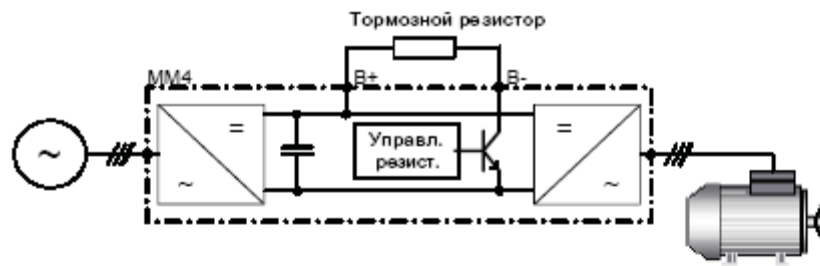 Тормозной резистор
MM4
B+
B-
=
~
Управл.
резист.
=
~
~